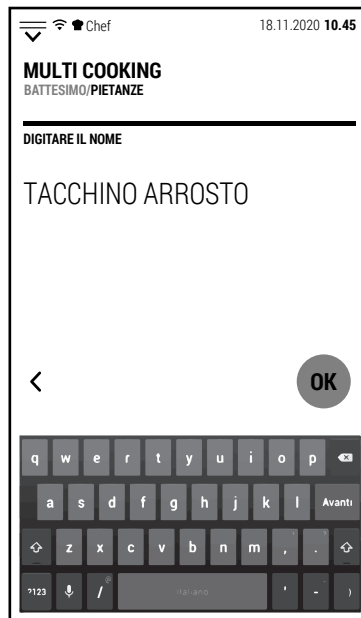 Chef 18.11.2020 10.45
MULTI COOKING
BATTESIMO/PIETANZE
DIGITARE IL NOME
TACCHINO ARROSTO
OK
q w e r t y u i o p
a s d f g h j k l Avanti
z x c v b n m , .
?123 / Italiano ' - )